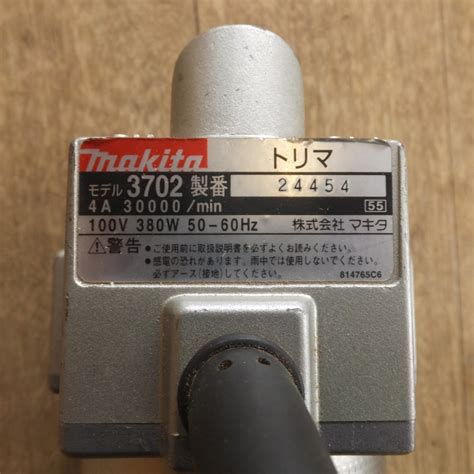 makita トリマ
モデル 3702 製番 24454
4A 30000/min 55
100V 380W 50-60Hz 株式会社 マキタ
⚠警告 ●ご使用前に取扱説明書を必ずよくお読みください。
●感電の恐れがあります。雨中では使用しないでください。
必ずアース(接地)してください。
814765C6